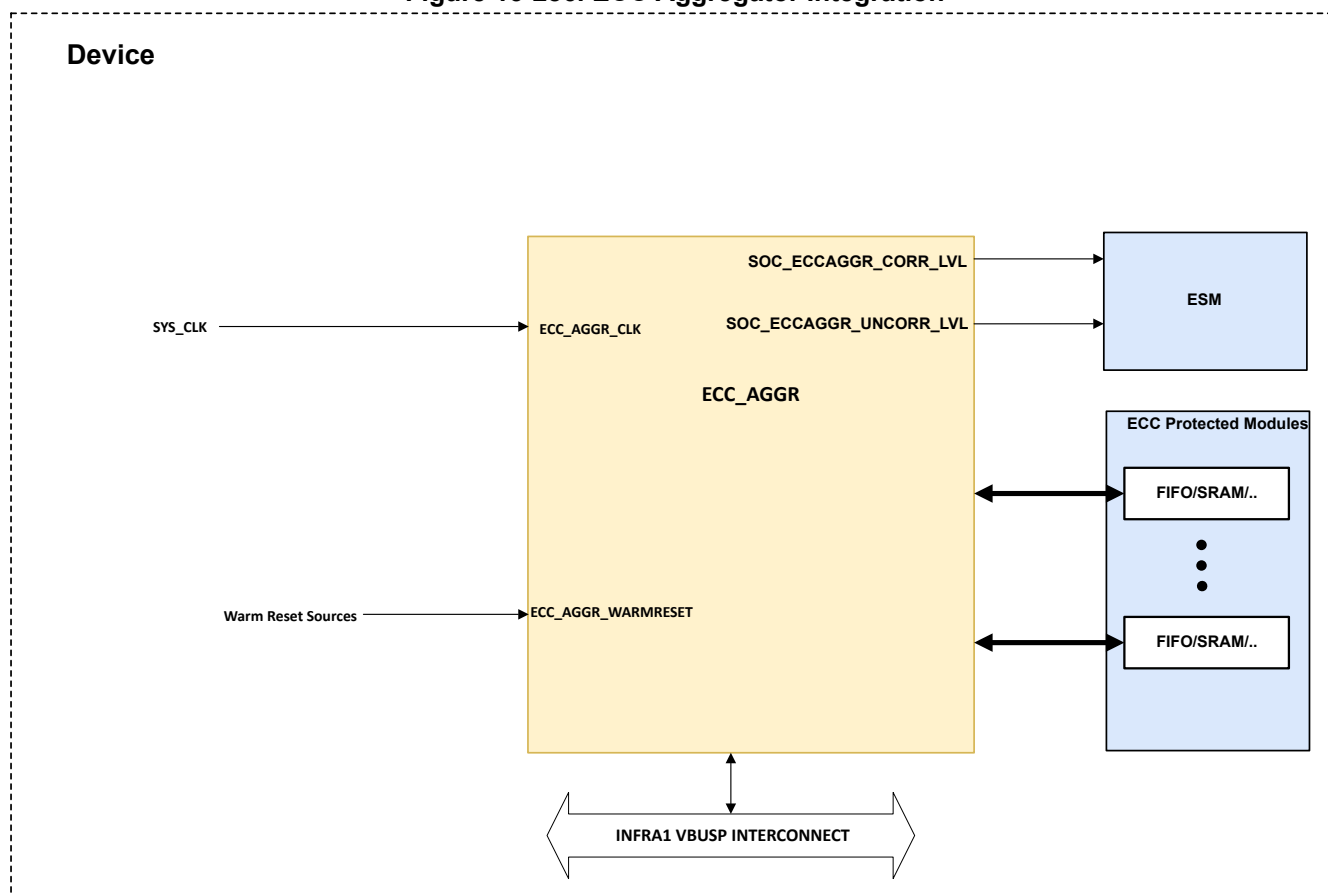 Device
SOC_ECCAGGR_CORR_LVL
ESM
SYS_CLK
ECC_AGGR_CLK
SOC_ECCAGGR_UNCORR_LVL
ECC_AGGR
ECC Protected Modules
FIFO/SRAM/..
Warm Reset Sources
ECC_AGGR_WARMRESET
FIFO/SRAM/..
INFRA1 VBUSP INTERCONNECT